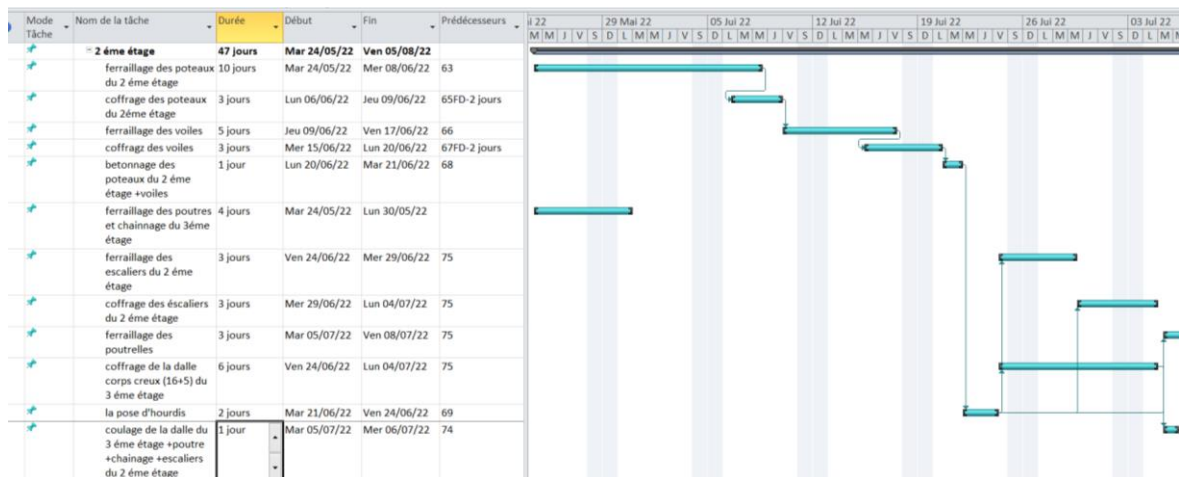 Mode Tâche Nom de la tâche Durée Début Fin Prédécesseurs
29 Mai 22 05 Jui 22 12 Jui 22 19 Jui 22 26 Jui 22 03 Jul 22
M M J V S D L M M J V S D L M M J V S D L M M J V S D L M M J V S D L M M J V S D L M
2 éme étage 47 jours Mar 24/05/22 Ven 05/08/22
ferraillage des poteaux 10 jours Mar 24/05/22 Mer 08/06/22 63
du 2 éme étage
coffrage des poteaux 3 jours Lun 06/06/22 Jeu 09/06/22 65FD-2 jours
du 2éme étage
ferraillage des voiles 5 jours Jeu 09/06/22 Ven 17/06/22 66
coffragz des voiles 3 jours Mer 15/06/22 Lun 20/06/22 67FD-2 jours
betonnage des 1 jour Lun 20/06/22 Mar 21/06/22 68
poteaux du 2 éme
étage +voiles
ferraillage des poutres 4 jours Mar 24/05/22 Lun 30/05/22
et chainnage du 3éme
étage
ferraillage des 3 jours Ven 24/06/22 Mer 29/06/22 75
escaliers du 2 éme
étage
coffrage des éscaliers 3 jours Mer 29/06/22 Lun 04/07/22 75
du 2 éme étage
ferraillage des 3 jours Mar 05/07/22 Ven 08/07/22 75
poutrelles
coffrage de la dalle 6 jours Ven 24/06/22 Lun 04/07/22 75
corps creux (16+5) du
3 éme étage
la pose d'hourdis 2 jours Mar 21/06/22 Ven 24/06/22 69
coulage de la dalle du 1 jour Mar 05/07/22 Mer 06/07/22 74
3 éme étage +poutre
+chainage +escaliers
du 2 éme étage